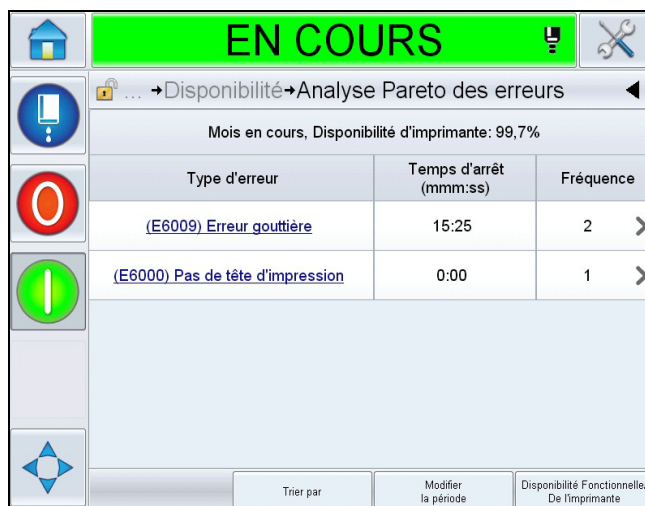 EN COURS
... →Disponibilité→Analyse Pareto des erreurs
Mois en cours, Disponibilité d'imprimante: 99,7%
Type d'erreur
Temps d'arrêt
(mmm:ss)
Fréquence
(E6009) Erreur gouttière
15:25
2
(E6000) Pas de tête d'impression
0:00
1
Trier par
Modifier
la période
Disponibilité Fonctionnelle/
De l'imprimante